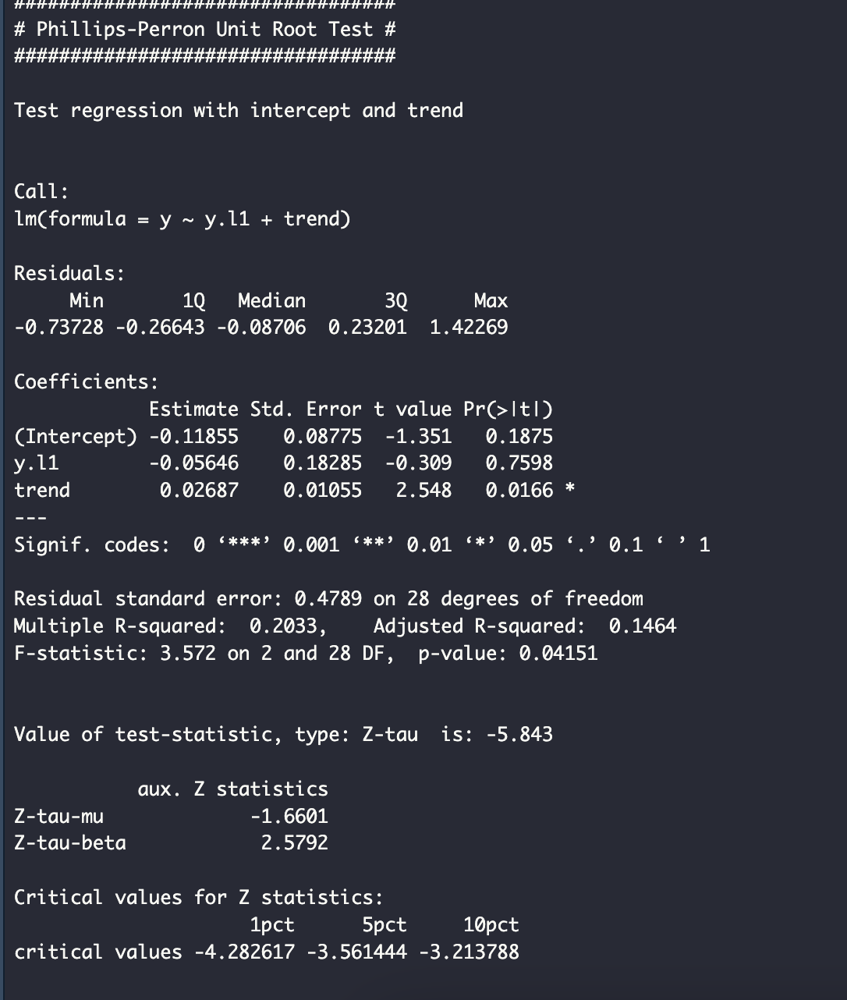 ##################################
# Phillips-Perron Unit Root Test #
##################################
Test regression with intercept and trend
Call:
lm(formula = y ~ y.l1 + trend)
Residuals:
     Min       1Q   Median       3Q      Max
-0.73728 -0.26643 -0.08706  0.23201  1.42269
Coefficients:
            Estimate Std. Error t value Pr(>|t|)
(Intercept) -0.11855    0.08775  -1.351   0.1875
y.l1        -0.05646    0.18285  -0.309   0.7598
trend        0.02687    0.01055   2.548   0.0166 *
---
Signif. codes:  0 ‘***’ 0.001 ‘**’ 0.01 ‘*’ 0.05 ‘.’ 0.1 ‘ ’ 1
Residual standard error: 0.4789 on 28 degrees of freedom
Multiple R-squared:  0.2033,    Adjusted R-squared:  0.1464
F-statistic: 3.572 on 2 and 28 DF,  p-value: 0.04151
Value of test-statistic, type: Z-tau  is: -5.843
           aux. Z statistics
Z-tau-mu             -1.6601
Z-tau-beta            2.5792
Critical values for Z statistics:
                     1pct      5pct     10pct
critical values -4.282617 -3.561444 -3.213788